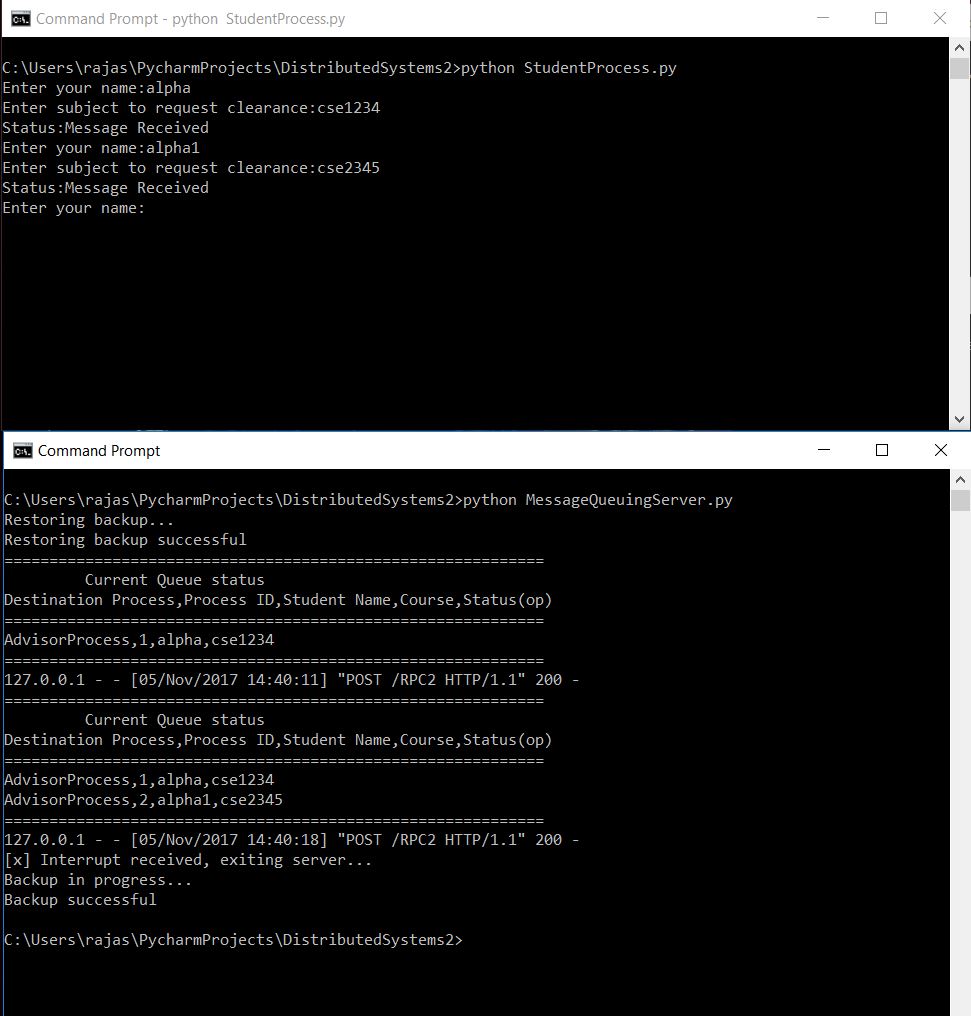 Command Prompt - python  StudentProcess.py
C:\Users\rajas\PycharmProjects\DistributedSystems2>python StudentProcess.py
Enter your name:alpha
Enter subject to request clearance:cse1234
Status:Message Received
Enter your name:alpha1
Enter subject to request clearance:cse2345
Status:Message Received
Enter your name:
Command Prompt
C:\Users\rajas\PycharmProjects\DistributedSystems2>python MessageQueuingServer.py
Restoring backup...
Restoring backup successful
============================================================
         Current Queue status
Destination Process,Process ID,Student Name,Course,Status(op)
============================================================
AdvisorProcess,1,alpha,cse1234
============================================================
127.0.0.1 - - [05/Nov/2017 14:40:11] "POST /RPC2 HTTP/1.1" 200 -
============================================================
         Current Queue status
Destination Process,Process ID,Student Name,Course,Status(op)
============================================================
AdvisorProcess,1,alpha,cse1234
AdvisorProcess,2,alpha1,cse2345
============================================================
127.0.0.1 - - [05/Nov/2017 14:40:18] "POST /RPC2 HTTP/1.1" 200 -
[x] Interrupt received, exiting server...
Backup in progress...
Backup successful
C:\Users\rajas\PycharmProjects\DistributedSystems2>